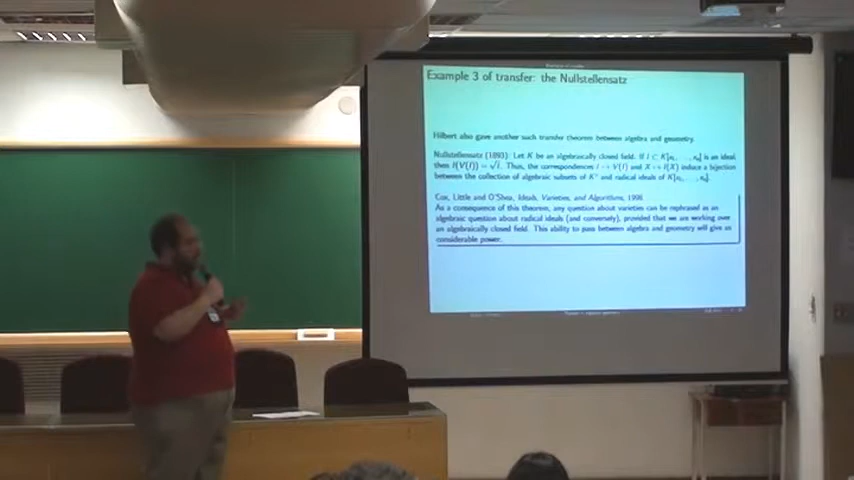 Example 3 of transfer: the Nullstellensatz
Hilbert also gave another such transfer theorem between algebra and geometry.
Nullstellensatz (1893): Let K be an algebraically closed field. If I ⊂ K[x₁, . . . , xₙ] is an ideal,
then I(V(I)) = √I. Thus, the correspondences I ↦ V(I) and X ↦ I(X) induce a bijection
between the collection of algebraic subsets of Kⁿ and radical ideals of K[x₁, . . . , xₙ].
Cox, Little and O'Shea, Ideals, Varieties, and Algorithms, 1996
As a consequence of this theorem, any question about varieties can be rephrased as an
algebraic question about radical ideals (and conversely), provided that we are working over
an algebraically closed field. This ability to pass between algebra and geometry will give us
considerable power.